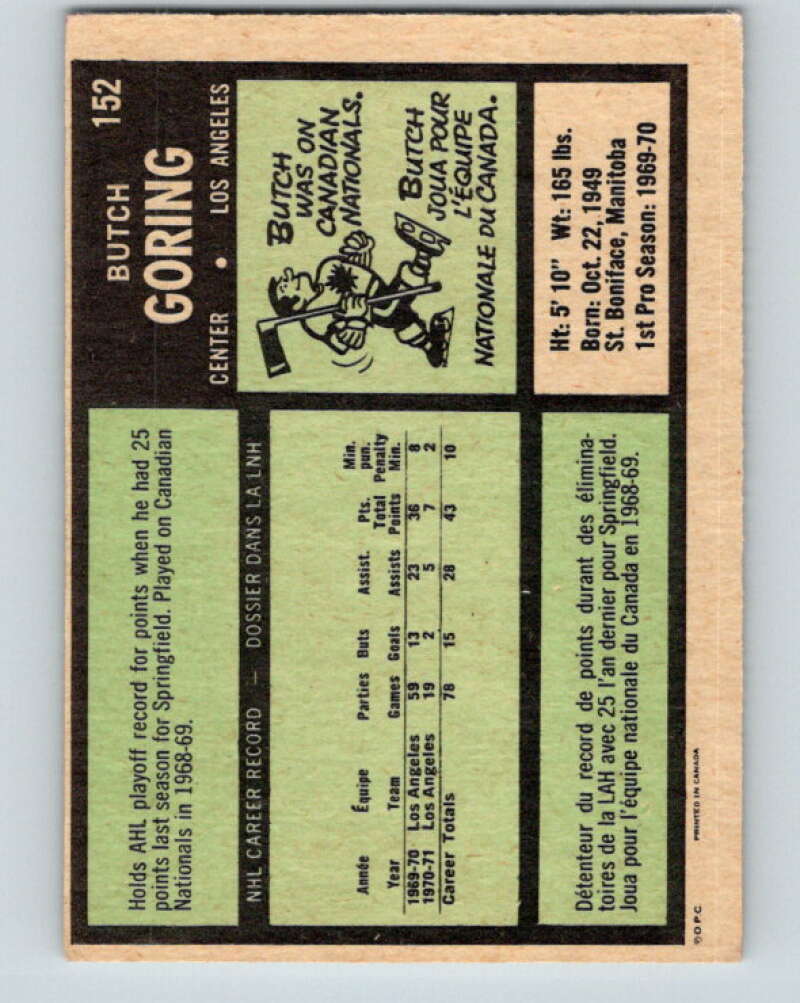 152
BUTCH
GORING
CENTER • LOS ANGELES
Holds AHL playoff record for points when he had 25
points last season for Springfield. Played on Canadian
Nationals in 1968-69.
BUTCH
WAS ON
CANADIAN
NATIONALS.
BUTCH
JOUA POUR
L'ÉQUIPE
NATIONALE DU CANADA.
NHL CAREER RECORD — DOSSIER DANS LA LNH
Année Équipe Parties Buts Assist. Pts. Min. pun.
Year Team Games Goals Assists Total Points Penalty Min.
1969-70 Los Angeles 59 13 23 36 8
1970-71 Los Angeles 19 2 5 7 2
Career Totals 78 15 28 43 10
Ht: 5' 10" Wt: 165 lbs.
Born: Oct. 22, 1949
St. Boniface, Manitoba
1st Pro Season: 1969-70
Détenteur du record de points durant des élimina-
toires de la LAH avec 25 l'an dernier pour Springfield.
Joua pour l'équipe nationale du Canada en 1968-69.
©O.P.C. PRINTED IN CANADA